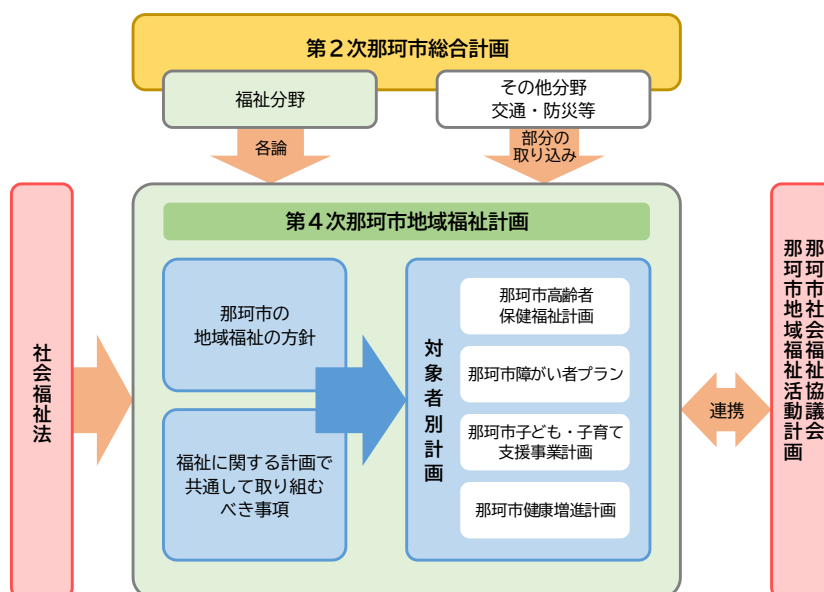 第２次那珂市総合計画
福祉分野
その他分野
交通・防災等
各論
部分の
取り込み
社会福祉法
第４次那珂市地域福祉計画
那珂市の
地域福祉の方針
福祉に関する計画で
共通して取り組む
べき事項
対象者別計画
那珂市高齢者
保健福祉計画
那珂市障がい者プラン
那珂市子ども・子育て
支援事業計画
那珂市健康増進計画
連携
那珂市社会福祉協議会
那珂市地域福祉活動計画